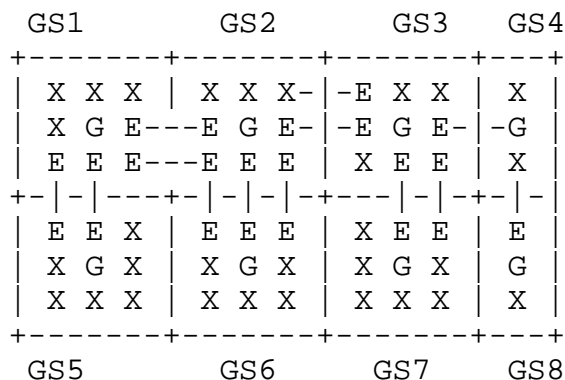 GS1 GS2 GS3 GS4
+-------+-------+-------+---+
| X X X | X X X-|-E X X | X |
| X G E---E G E-|-E G E-|-G |
| E E E---E E E | X E E | X |
+-|-|---+-|-|-|-+---|-|-+-|-|
| E E X | E E E | X E E | E |
| X G X | X G X | X G X | G |
| X X X | X X X | X X X | X |
+-------+-------+-------+---+
GS5 GS6 GS7 GS8